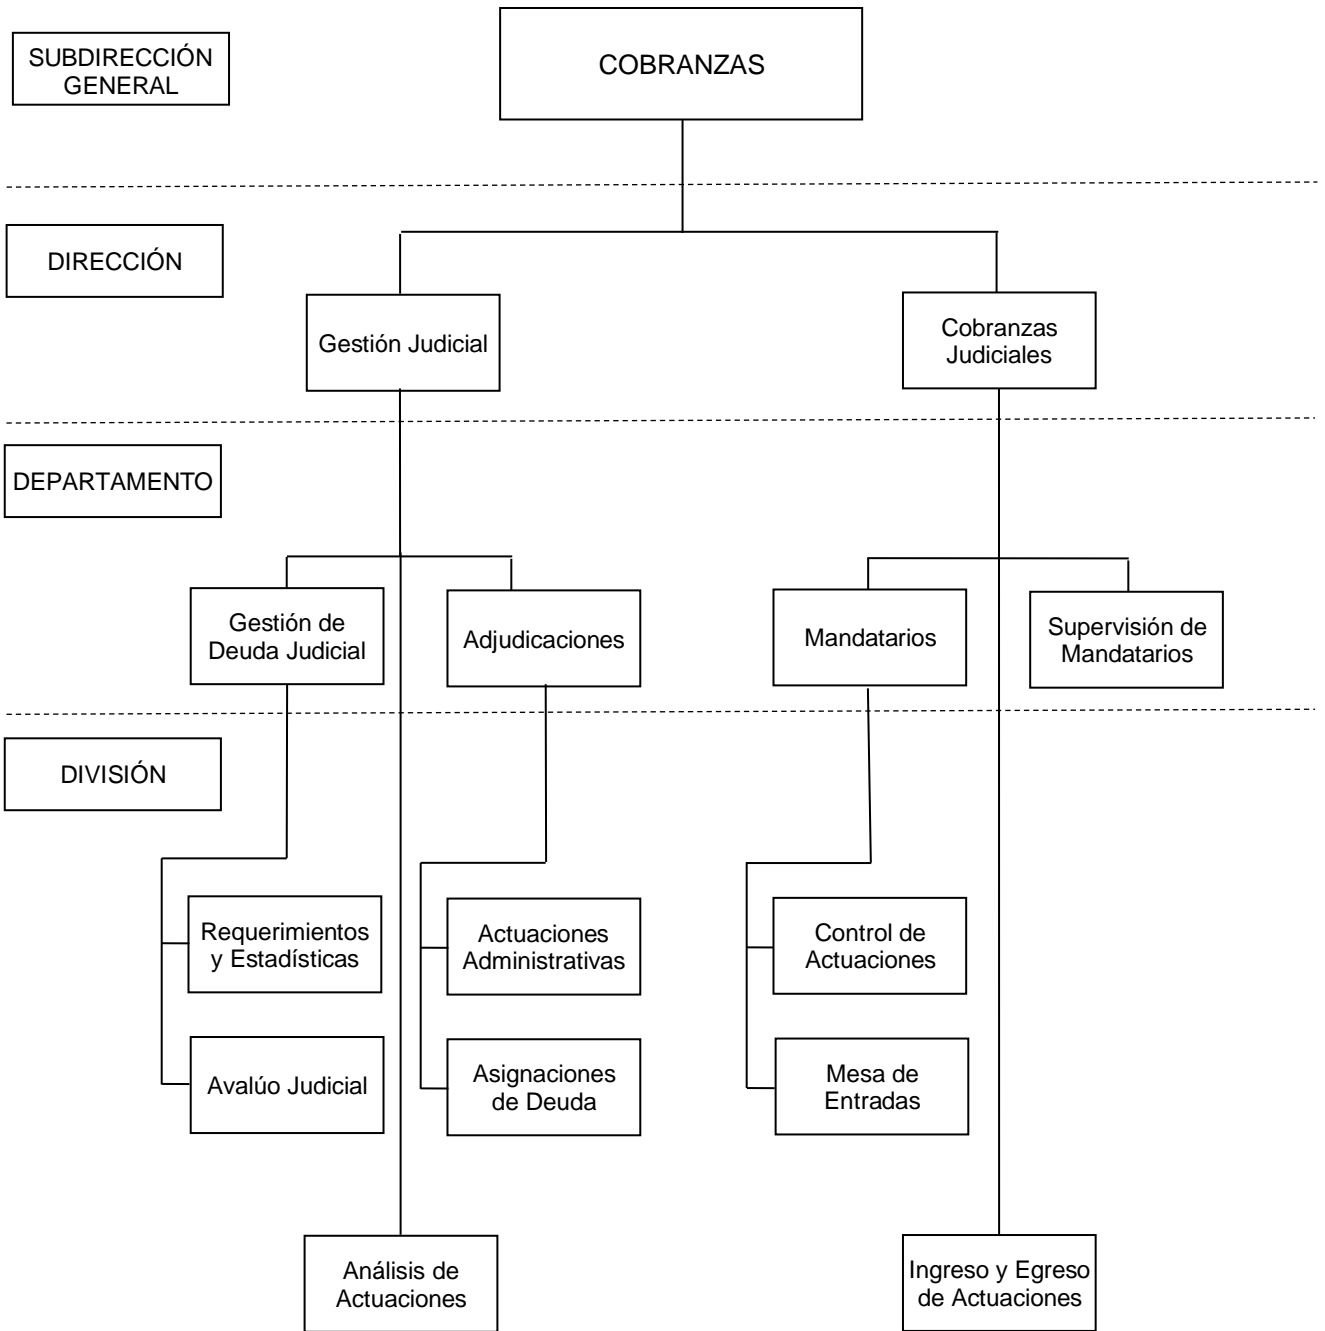 SUBDIRECCIÓN
GENERAL
COBRANZAS
DIRECCIÓN
Gestión Judicial
Cobranzas
Judiciales
DEPARTAMENTO
Gestión de
Deuda Judicial
Adjudicaciones
Mandatarios
Supervisión de
Mandatarios
DIVISIÓN
Requerimientos
y Estadísticas
Actuaciones
Administrativas
Control de
Actuaciones
Avalúo Judicial
Asignaciones
de Deuda
Mesa de
Entradas
Análisis de
Actuaciones
Ingreso y Egreso
de Actuaciones